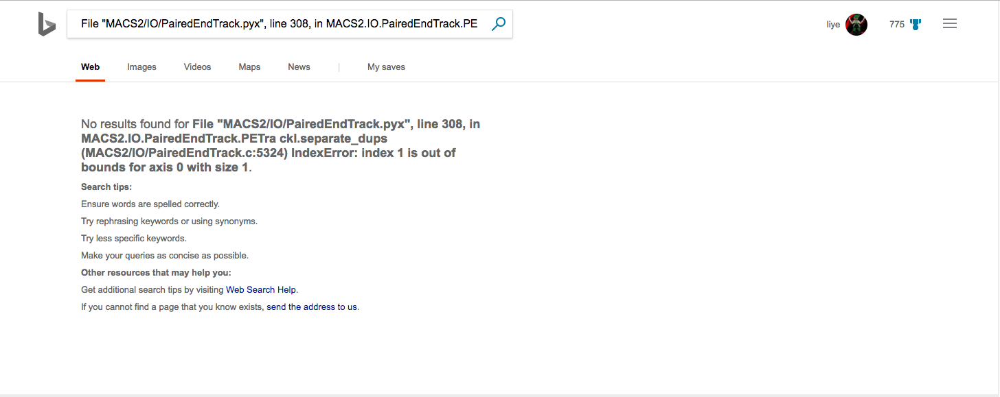 File "MACS2/IO/PairedEndTrack.pyx", line 308, in MACS2.IO.PairedEndTrack.PE
liye
775
Web Images Videos Maps News | My saves
No results found for File "MACS2/IO/PairedEndTrack.pyx", line 308, in
MACS2.IO.PairedEndTrack.PETra ckl.separate_dups
(MACS2/IO/PairedEndTrack.c:5324) IndexError: index 1 is out of
bounds for axis 0 with size 1.
Search tips:
Ensure words are spelled correctly.
Try rephrasing keywords or using synonyms.
Try less specific keywords.
Make your queries as concise as possible.
Other resources that may help you:
Get additional search tips by visiting Web Search Help.
If you cannot find a page that you know exists, send the address to us.